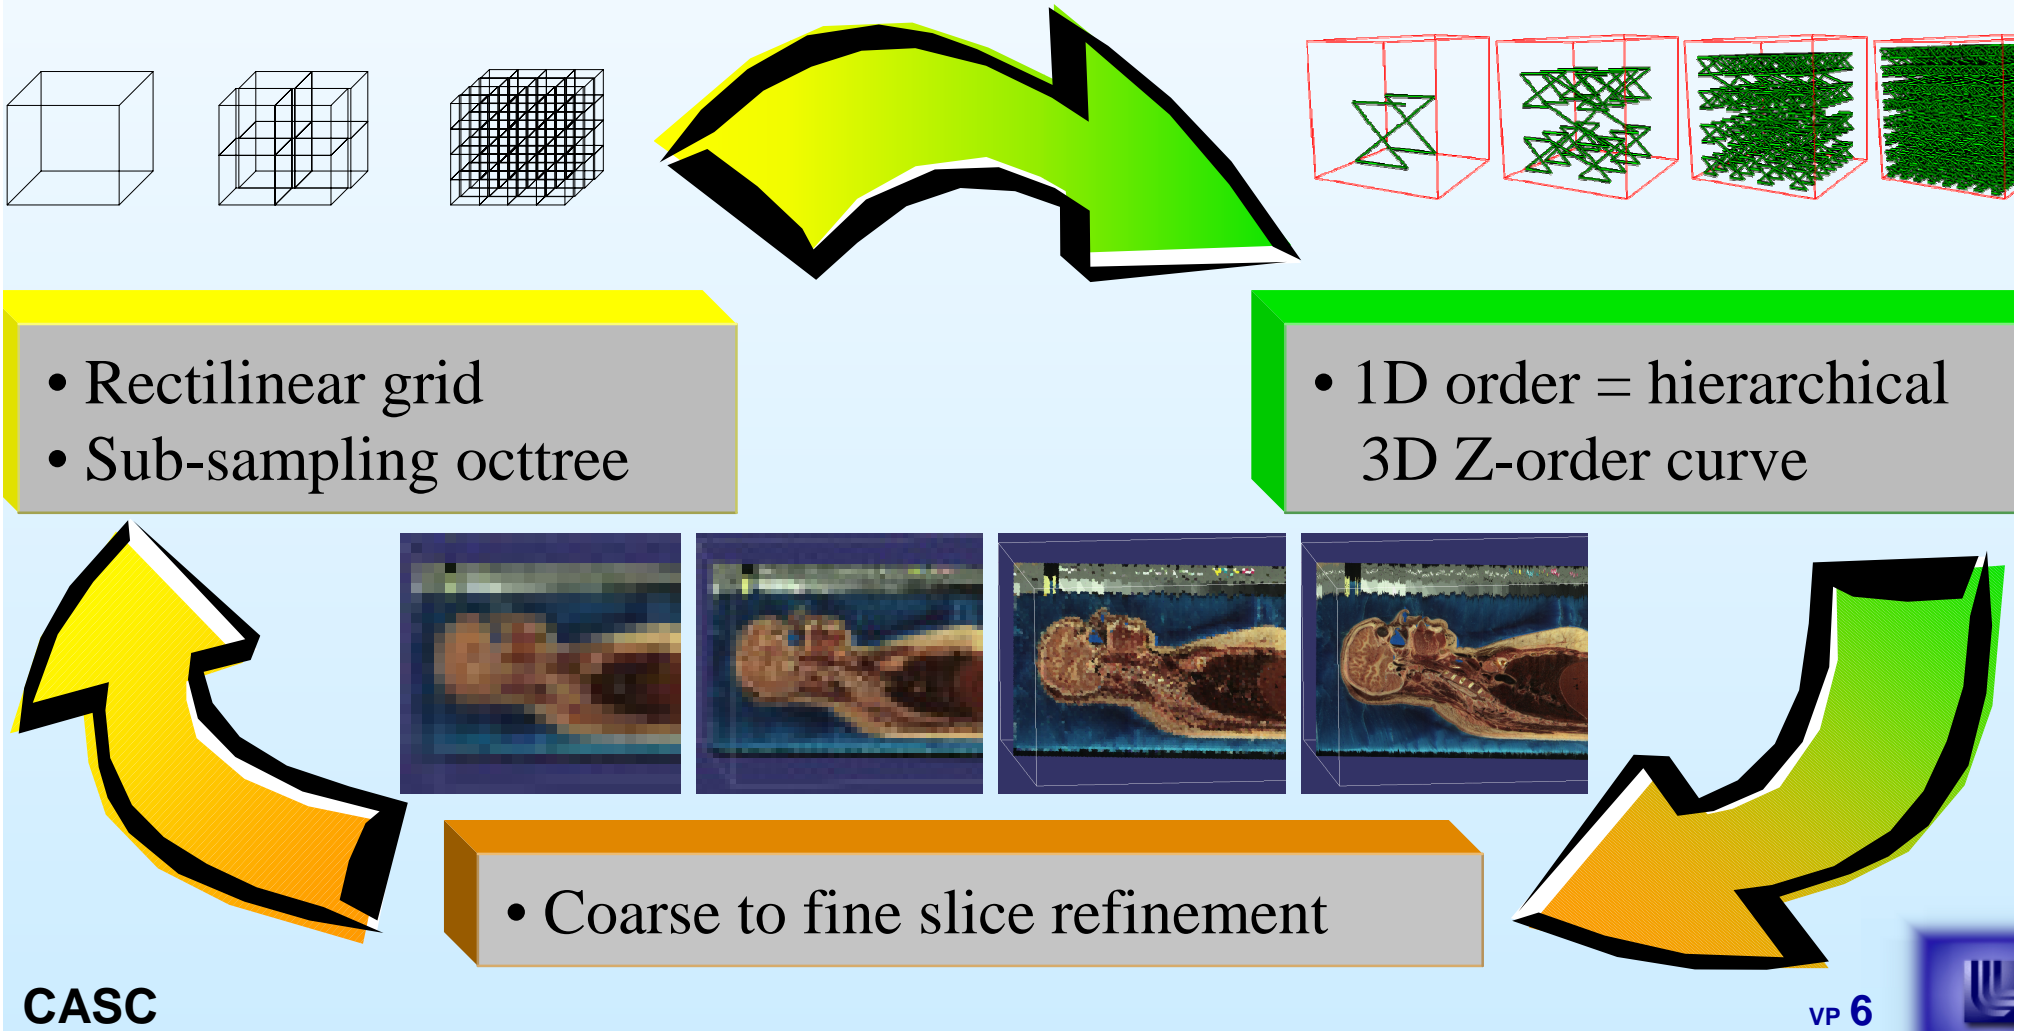 • Rectilinear grid
• Sub-sampling octtree
• 1D order = hierarchical
3D Z-order curve
• Coarse to fine slice refinement
CASC
VP 6